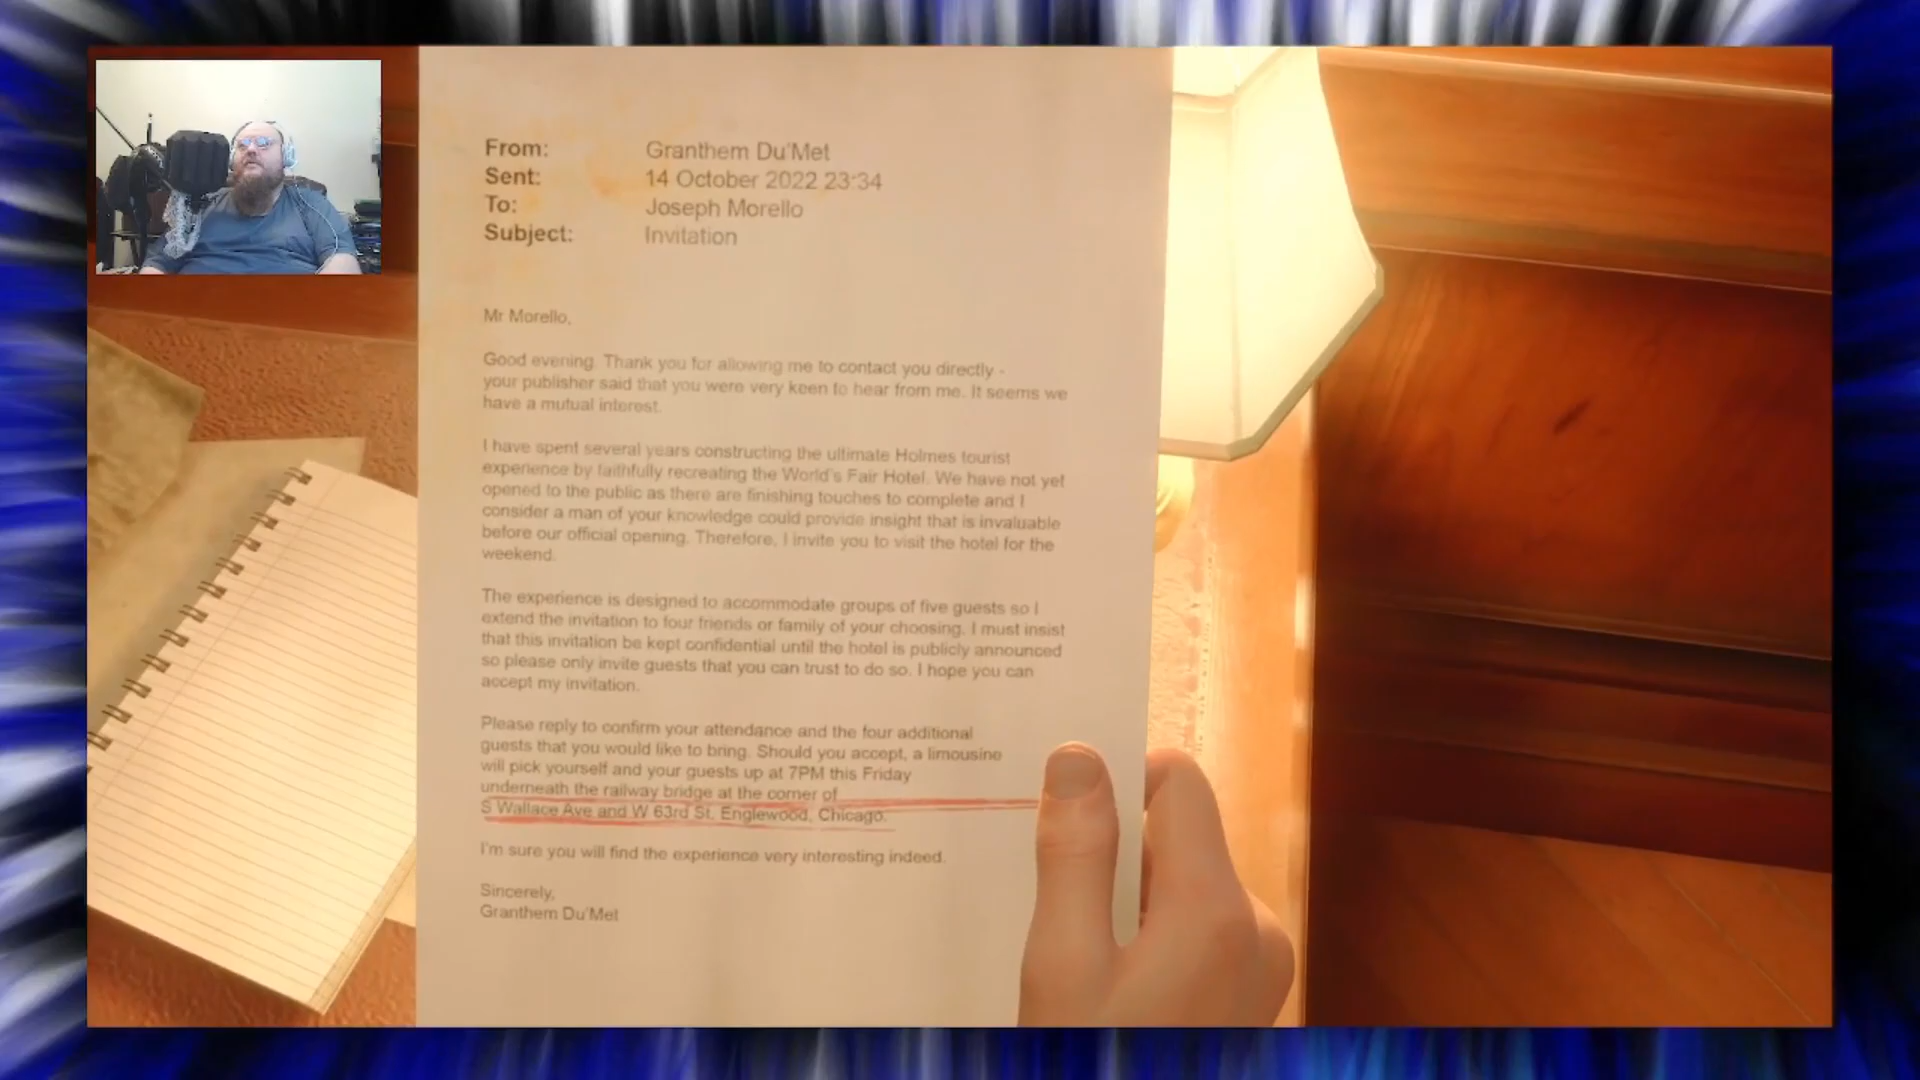 From: Granthem Du'Met
Sent: 14 October 2022 23:34
To: Joseph Morello
Subject: Invitation
Mr Morello,
Good evening. Thank you for allowing me to contact you directly -
your publisher said that you were very keen to hear from me. It seems we
have a mutual interest.
I have spent several years constructing the ultimate Holmes tourist
experience by faithfully recreating the World's Fair Hotel. We have not yet
opened to the public as there are finishing touches to complete and I
consider a man of your knowledge could provide insight that is invaluable
before our official opening. Therefore, I invite you to visit the hotel for the
weekend.
The experience is designed to accommodate groups of five guests so I
extend the invitation to four friends or family of your choosing. I must insist
that this invitation be kept confidential until the hotel is publicly announced
so please only invite guests that you can trust to do so. I hope you can
accept my invitation.
Please reply to confirm your attendance and the four additional
guests that you would like to bring. Should you accept, a limousine
will pick yourself and your guests up at 7PM this Friday
underneath the railway bridge at the corner of
S Wallace Ave and W 63rd St, Englewood, Chicago.
I'm sure you will find the experience very interesting indeed.
Sincerely,
Granthem Du'Met